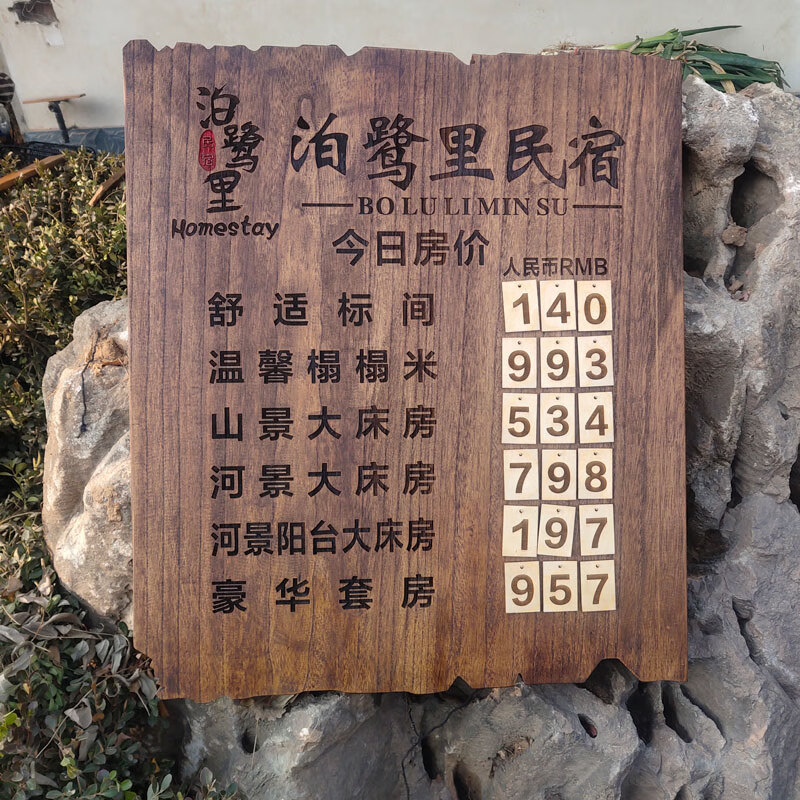 泊鹭里
民宿
Homestay
泊鹭里民宿
BO LU LI MIN SU
今日房价
人民币RMB
舒适标间 140
温馨榻榻米 993
山景大床房 534
河景大床房 798
河景阳台大床房 197
豪华套房 957